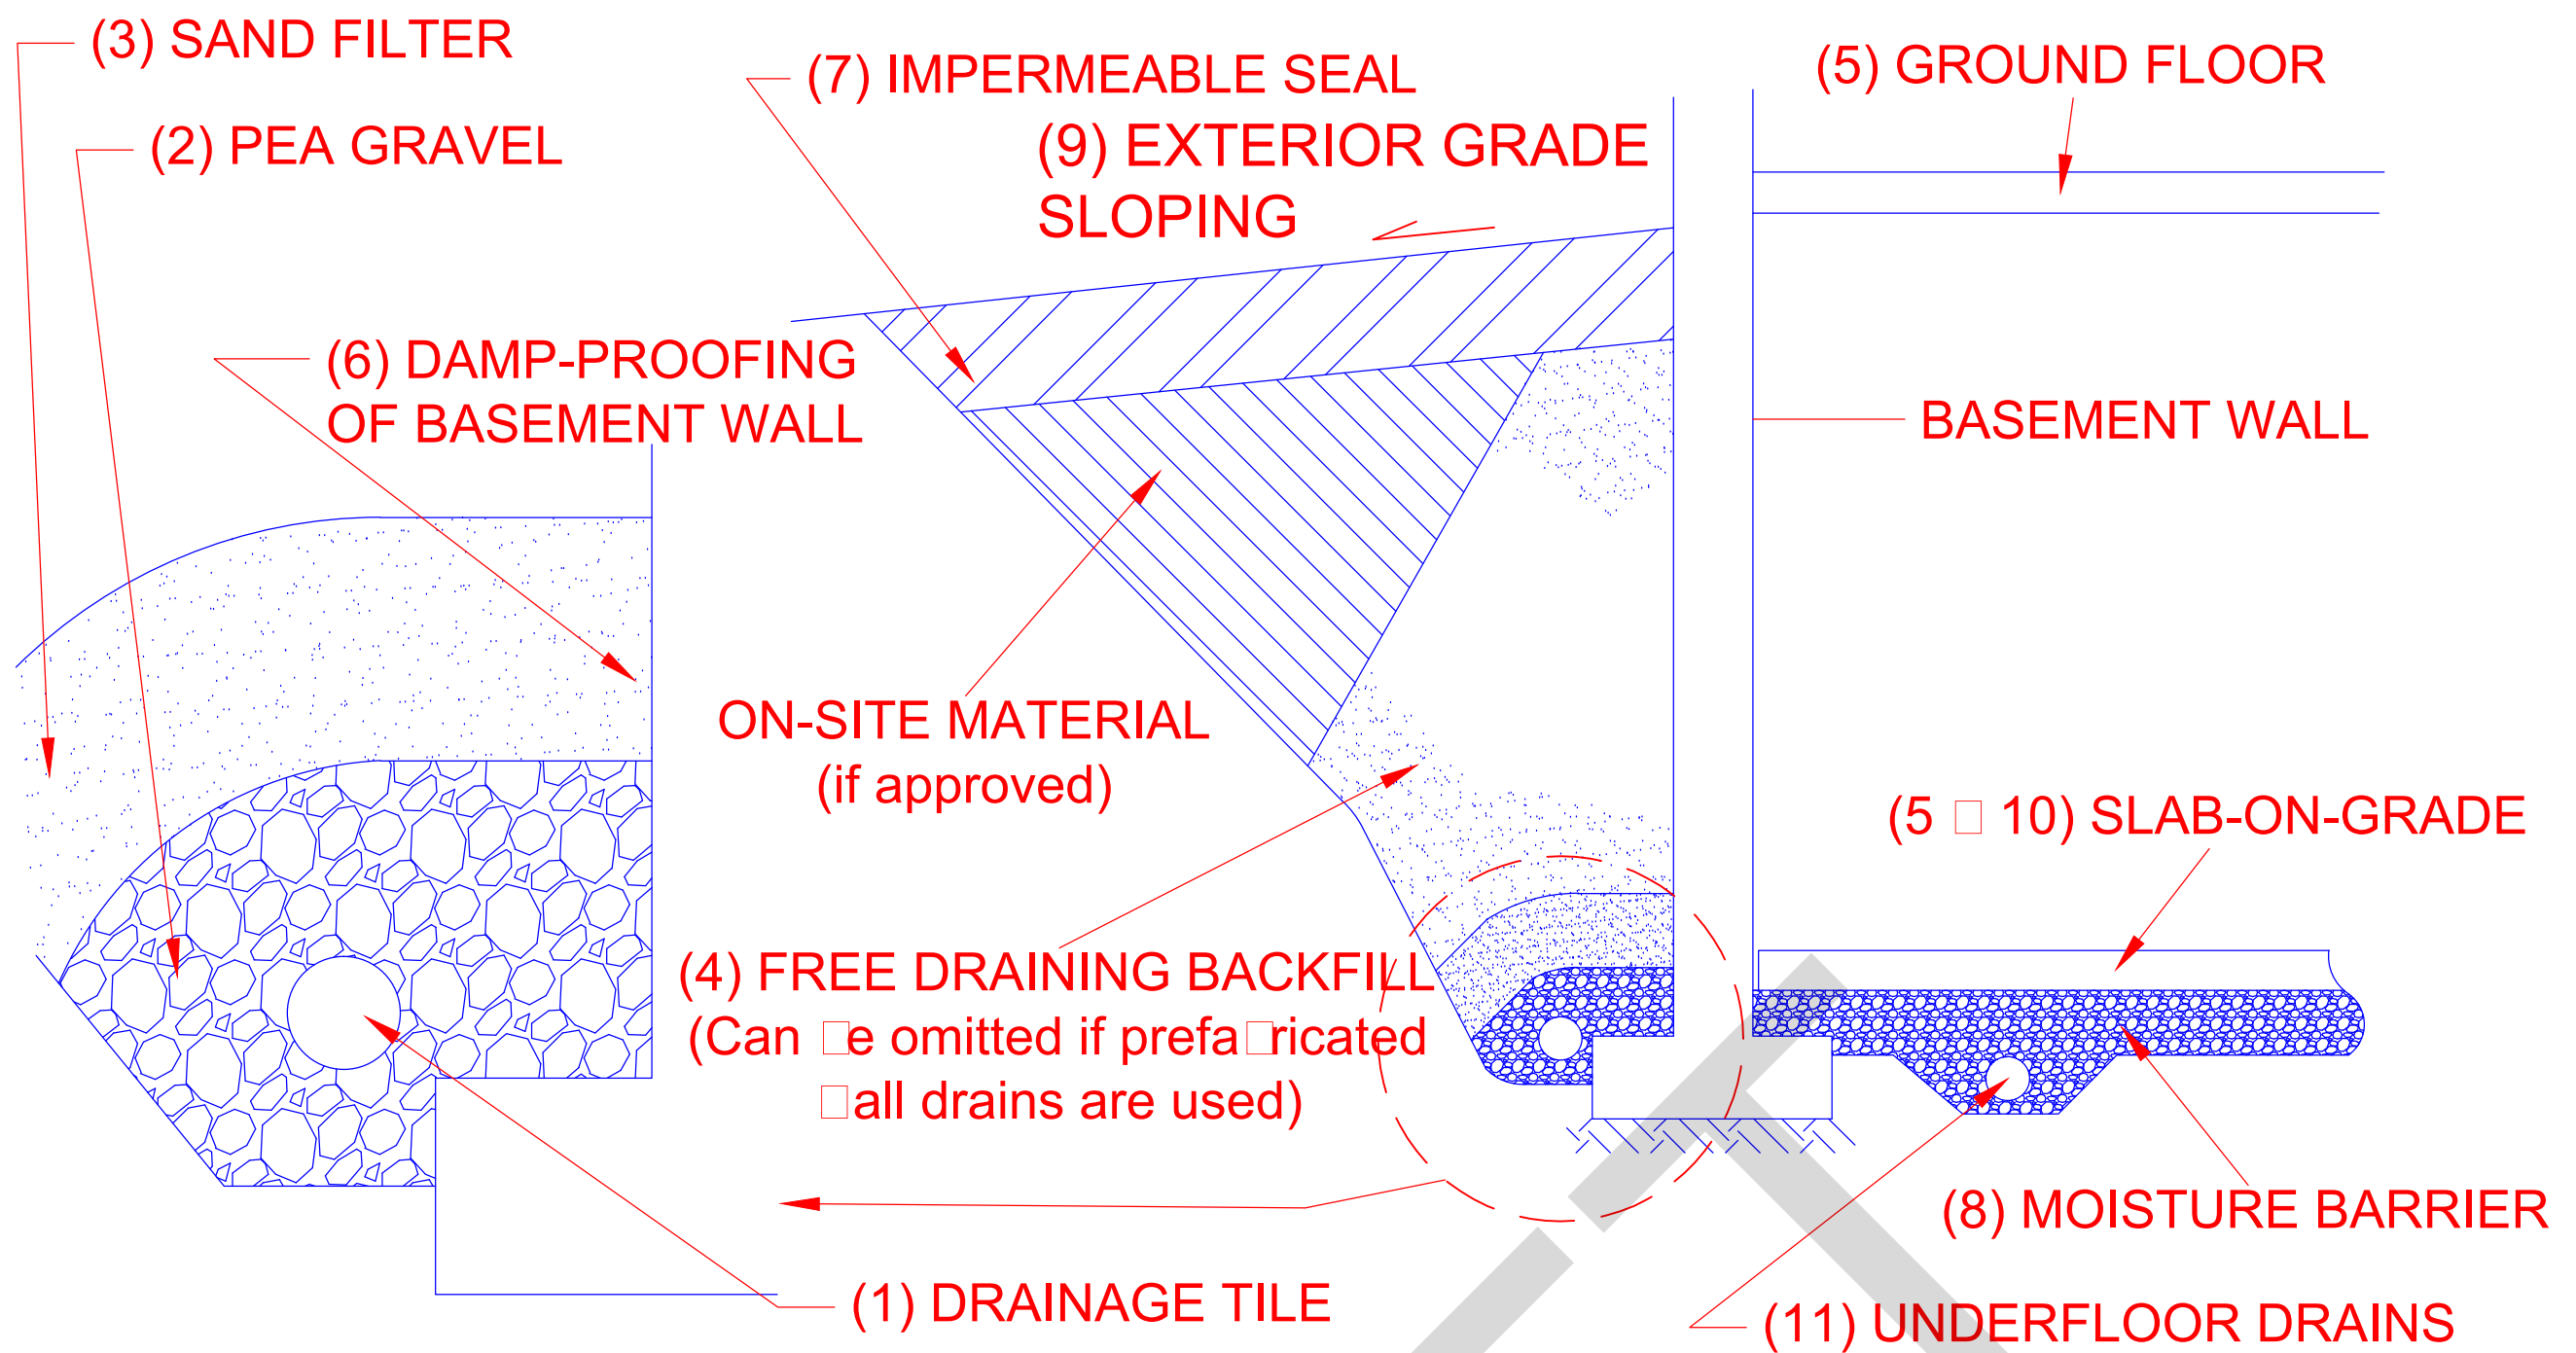 (3) SAND FILTER
(2) PEA GRAVEL
(7) IMPERMEABLE SEAL
(9) EXTERIOR GRADE
SLOPING
(5) GROUND FLOOR
(6) DAMP-PROOFING
OF BASEMENT WALL
BASEMENT WALL
ON-SITE MATERIAL
(if approved)
(5 □ 10) SLAB-ON-GRADE
(4) FREE DRAINING BACKFILL
(Can □e omitted if prefa□ricated
□all drains are used)
(8) MOISTURE BARRIER
(1) DRAINAGE TILE
(11) UNDERFLOOR DRAINS